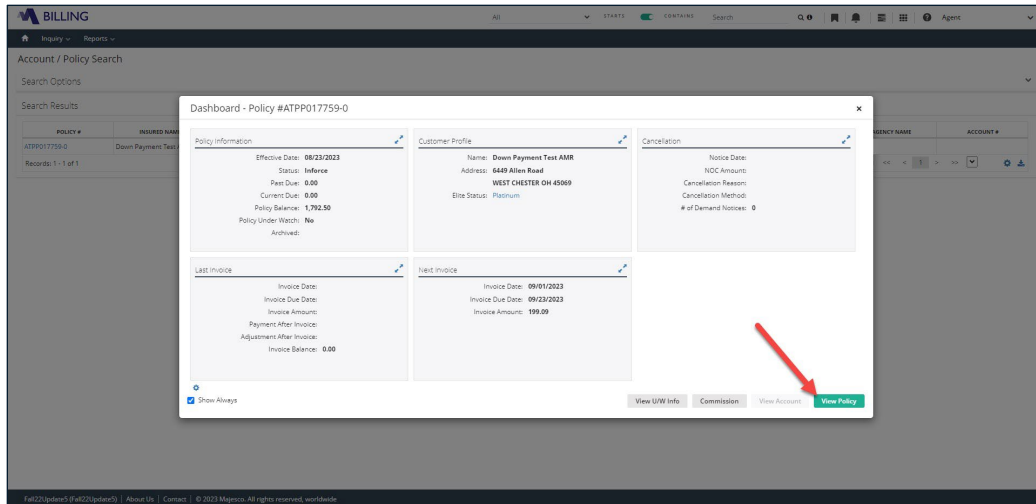 BILLING
All
STARTS
CONTAINS
Search
Agent
Inquiry
Reports
Account / Policy Search
Search Options
Search Results
POLICY #
INSURED NAM
AGENCY NAME
ACCOUNT #
ATPP017759-0
Down Payment Test
Records: 1 - 1 of 1
<< < 1 > >>
Dashboard - Policy #ATPP017759-0
×
Policy Information
Effective Date: 08/23/2023
Status: Inforce
Past Due: 0.00
Current Due: 0.00
Policy Balance: 1,792.50
Policy Under Watch: No
Archived:
Customer Profile
Name: Down Payment Test AMR
Address: 6449 Allen Road
WEST CHESTER OH 45069
Elite Status: Platinum
Cancellation
Notice Date:
NOC Amount:
Cancellation Reason:
Cancellation Method:
# of Demand Notices: 0
Last Invoice
Invoice Date:
Invoice Due Date:
Invoice Amount:
Payment After Invoice:
Adjustment After Invoice:
Invoice Balance: 0.00
Next Invoice
Invoice Date: 09/01/2023
Invoice Due Date: 09/23/2023
Invoice Amount: 199.09
Show Always
View U/W Info
Commission
View Account
View Policy
Fall22Update5 (Fall22Update5) | About Us | Contact | © 2023 Majesco. All rights reserved, worldwide